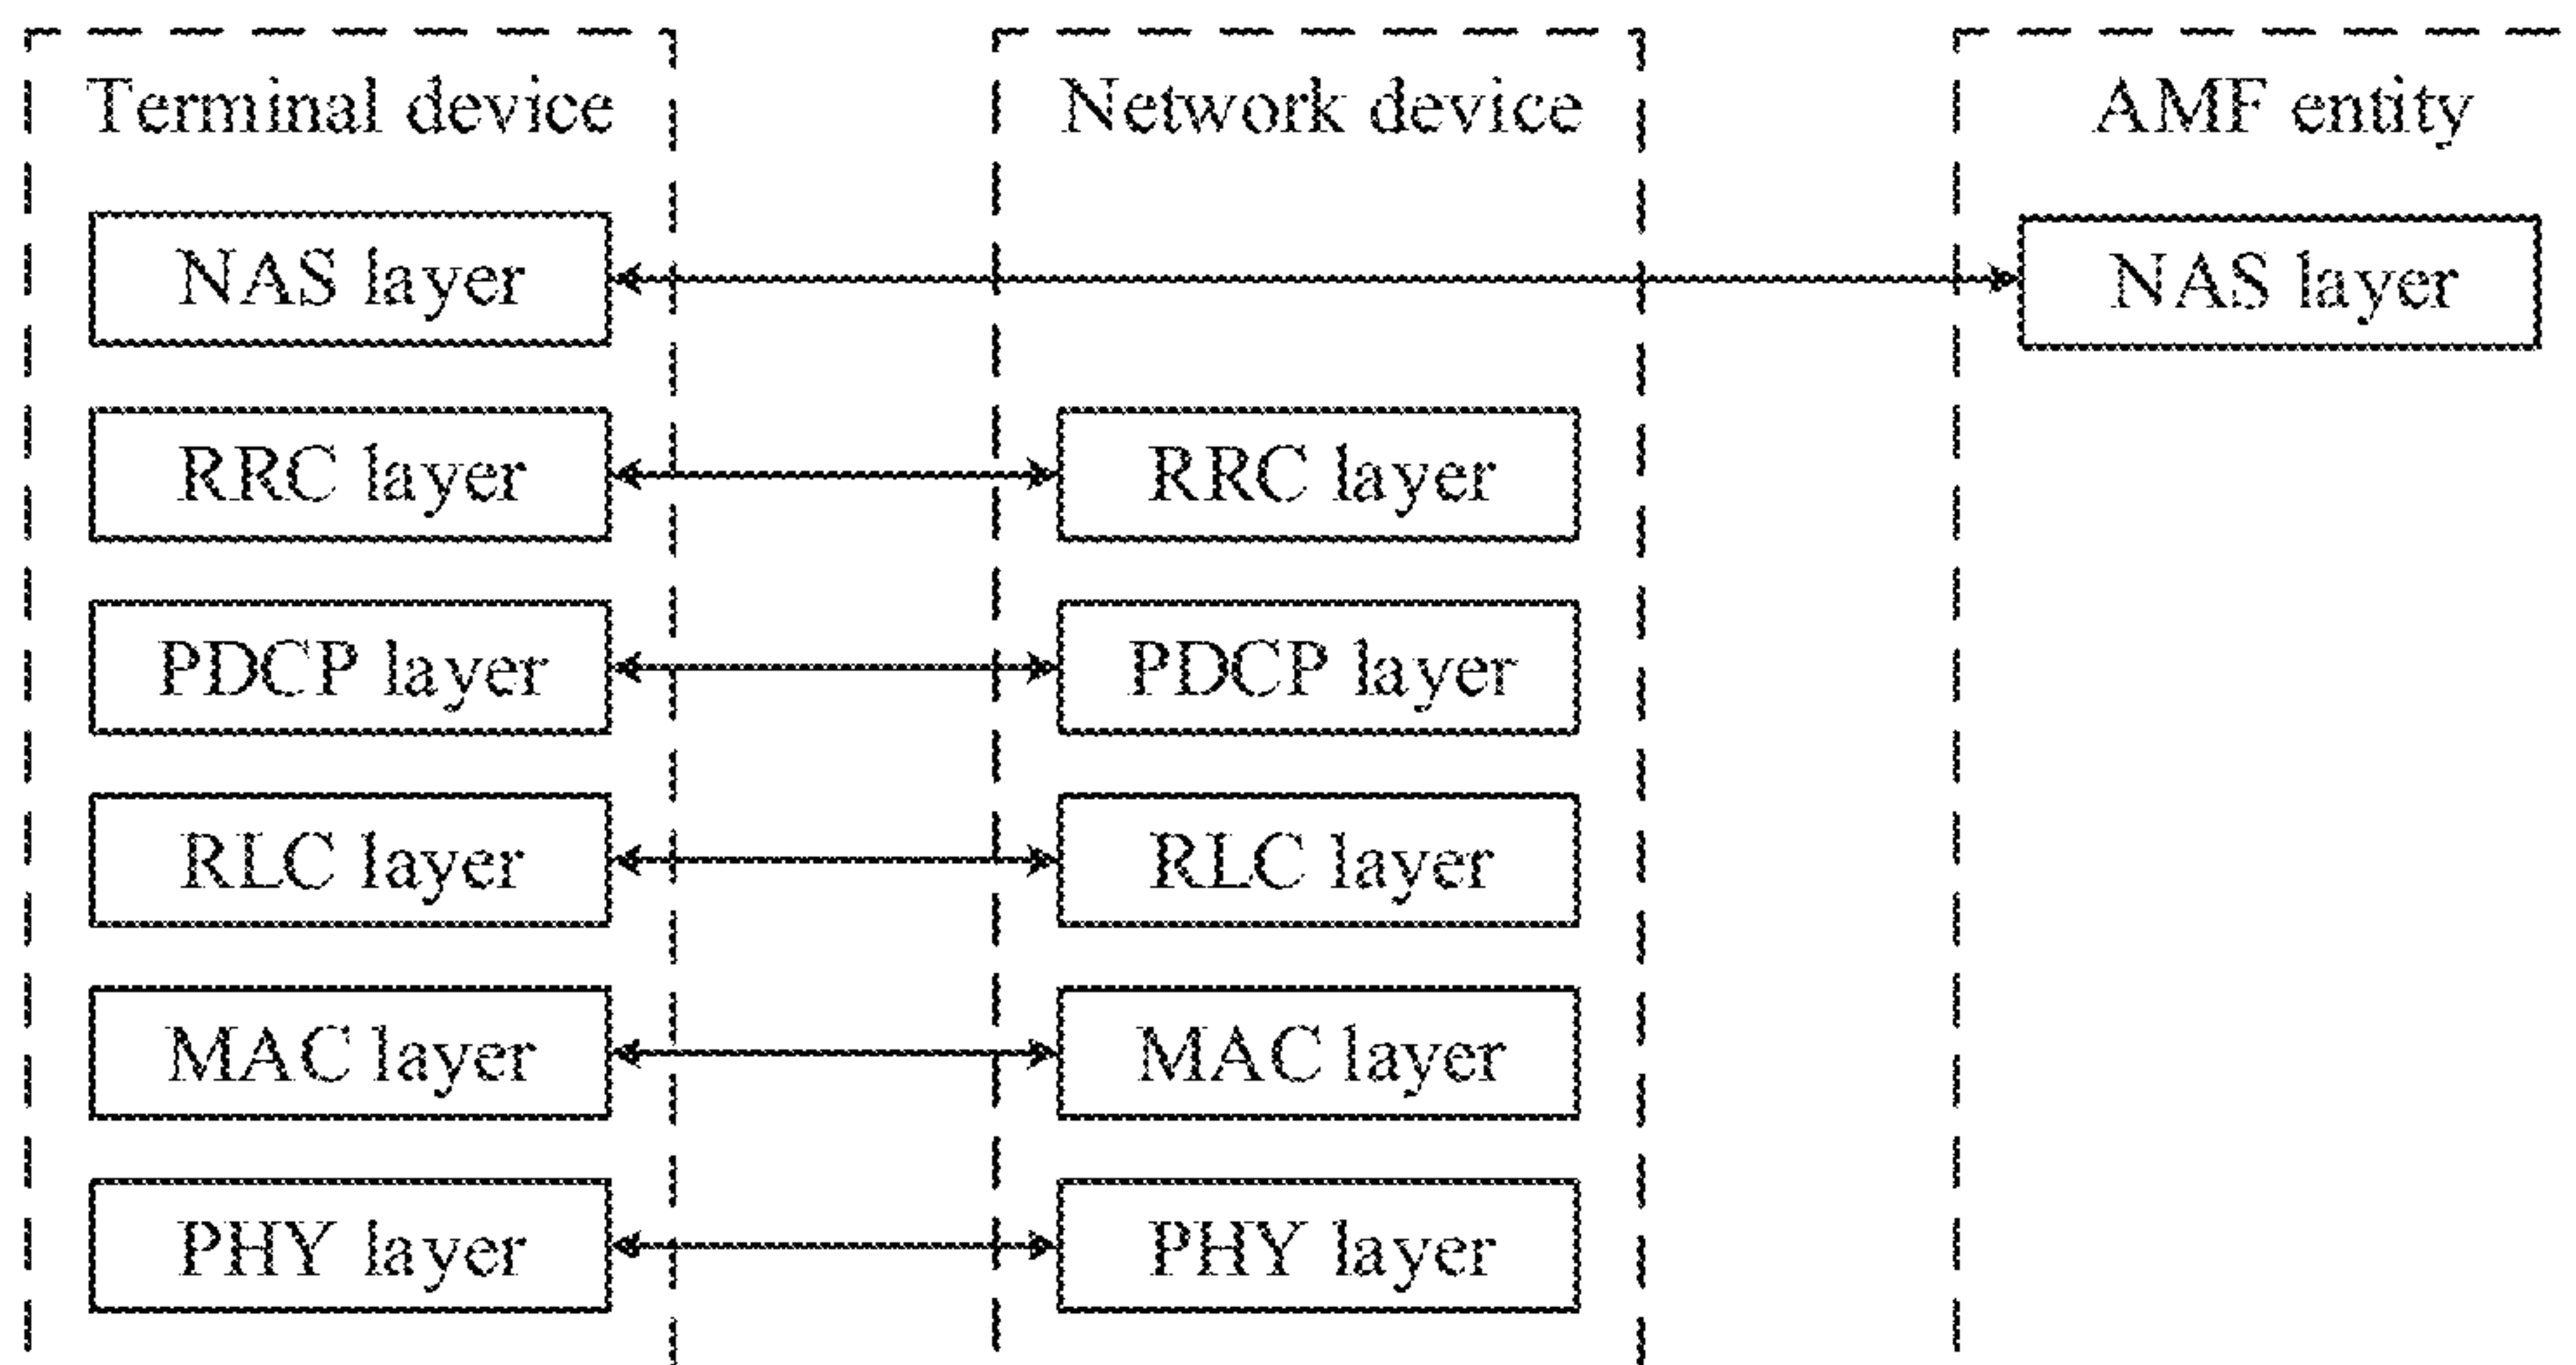 Terminal device
Network device
AMF entity
NAS layer
NAS layer
RRC layer
RRC layer
PDCP layer
PDCP layer
RLC layer
RLC layer
MAC layer
MAC layer
PHY layer
PHY layer